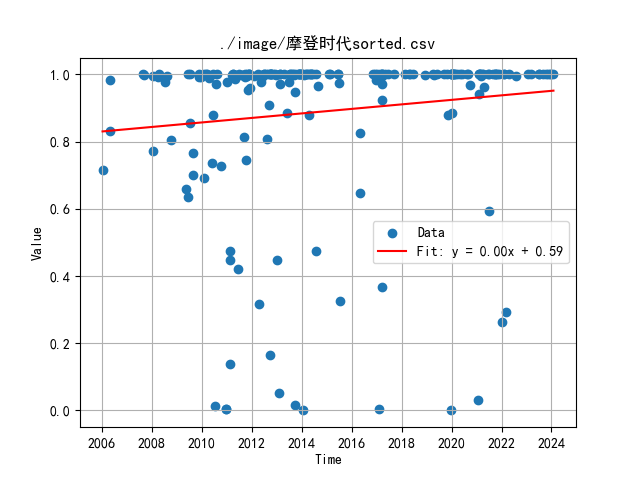 ./image/摩登时代sorted.csv
1.0
0.8
0.6
0.4
0.2
0.0
Value
Data
Fit: y = 0.00x + 0.59
2006 2008 2010 2012 2014 2016 2018 2020 2022 2024
Time